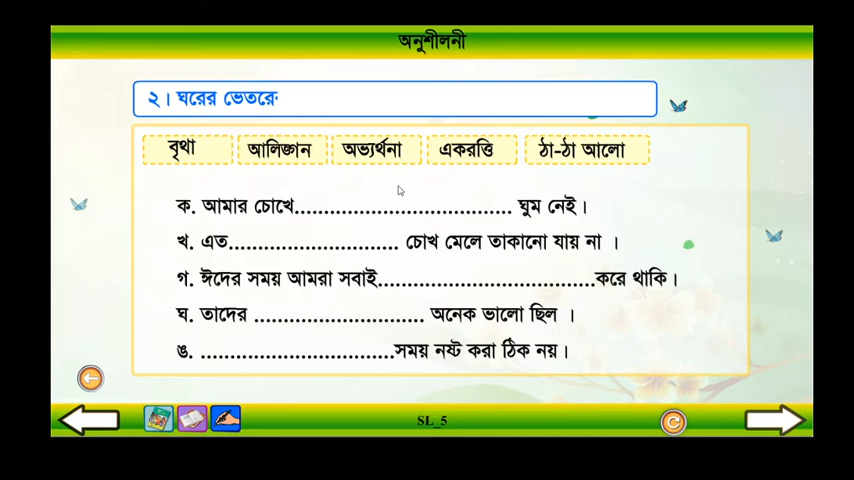 অনুশীলনী
২। ঘরের ভেতরে
বৃথা আলিঙ্গন অভ্যর্থনা একরত্তি ঠা-ঠা আলো
ক. আমার চোখে..................................... ঘুম নেই।
খ. এত............................. চোখ মেলে তাকানো যায় না ।
গ. ঈদের সময় আমরা সবাই.....................................করে থাকি।
ঘ. তাদের ............................. অনেক ভালো ছিল ।
ঙ. .................................সময় নষ্ট করা ঠিক নয়।
SL_5